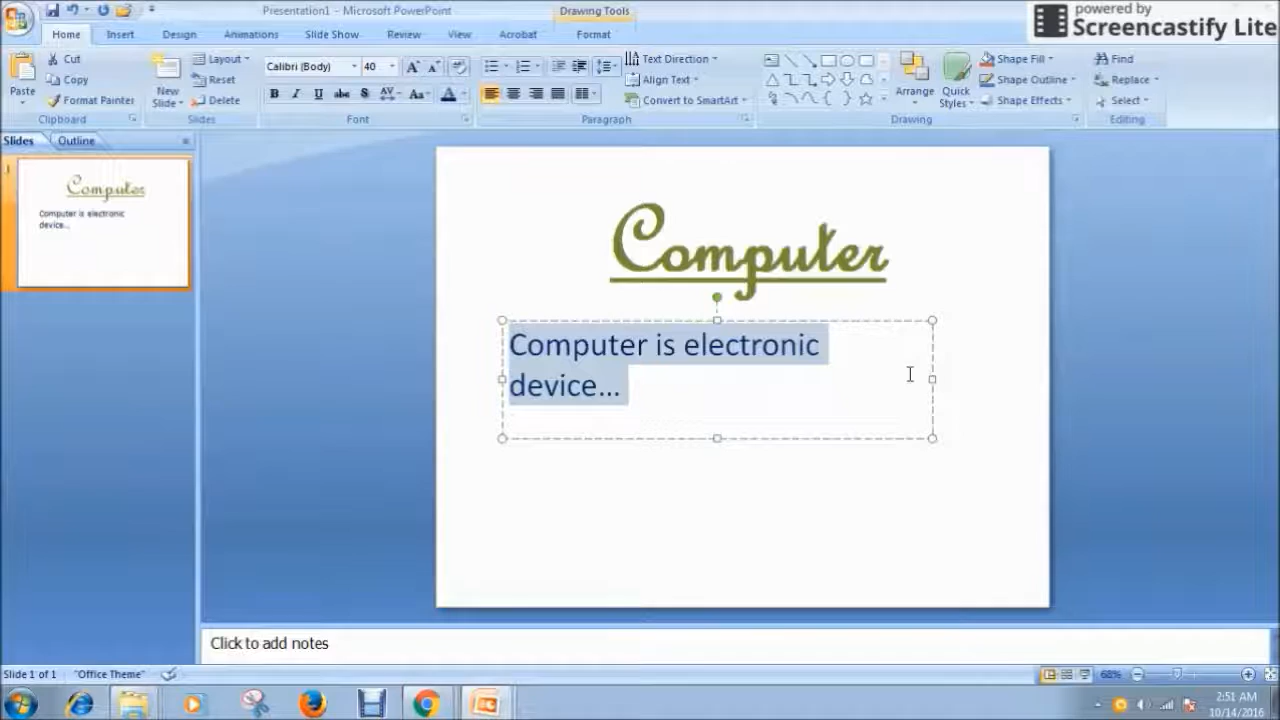 Presentation1 - Microsoft PowerPoint
Drawing Tools
powered by
Screencastify Lite
Home Insert Design Animations Slide Show Review View Acrobat Format
Cut
Copy
Format Painter
Paste
Clipboard
New
Slide
Layout
Reset
Delete
Slides
Calibri (Body) 40
B I U abc S AV Aa A
Font
Text Direction
Align Text
Convert to SmartArt
Paragraph
Arrange
Quick
Styles
Shape Fill
Shape Outline
Shape Effects
Drawing
Find
Replace
Select
Editing
Slides Outline
1
Computer
Computer is electronic
device...
Computer
Computer is electronic
device...
Click to add notes
Slide 1 of 1 "Office Theme" 68%
2:51 AM
10/14/2016